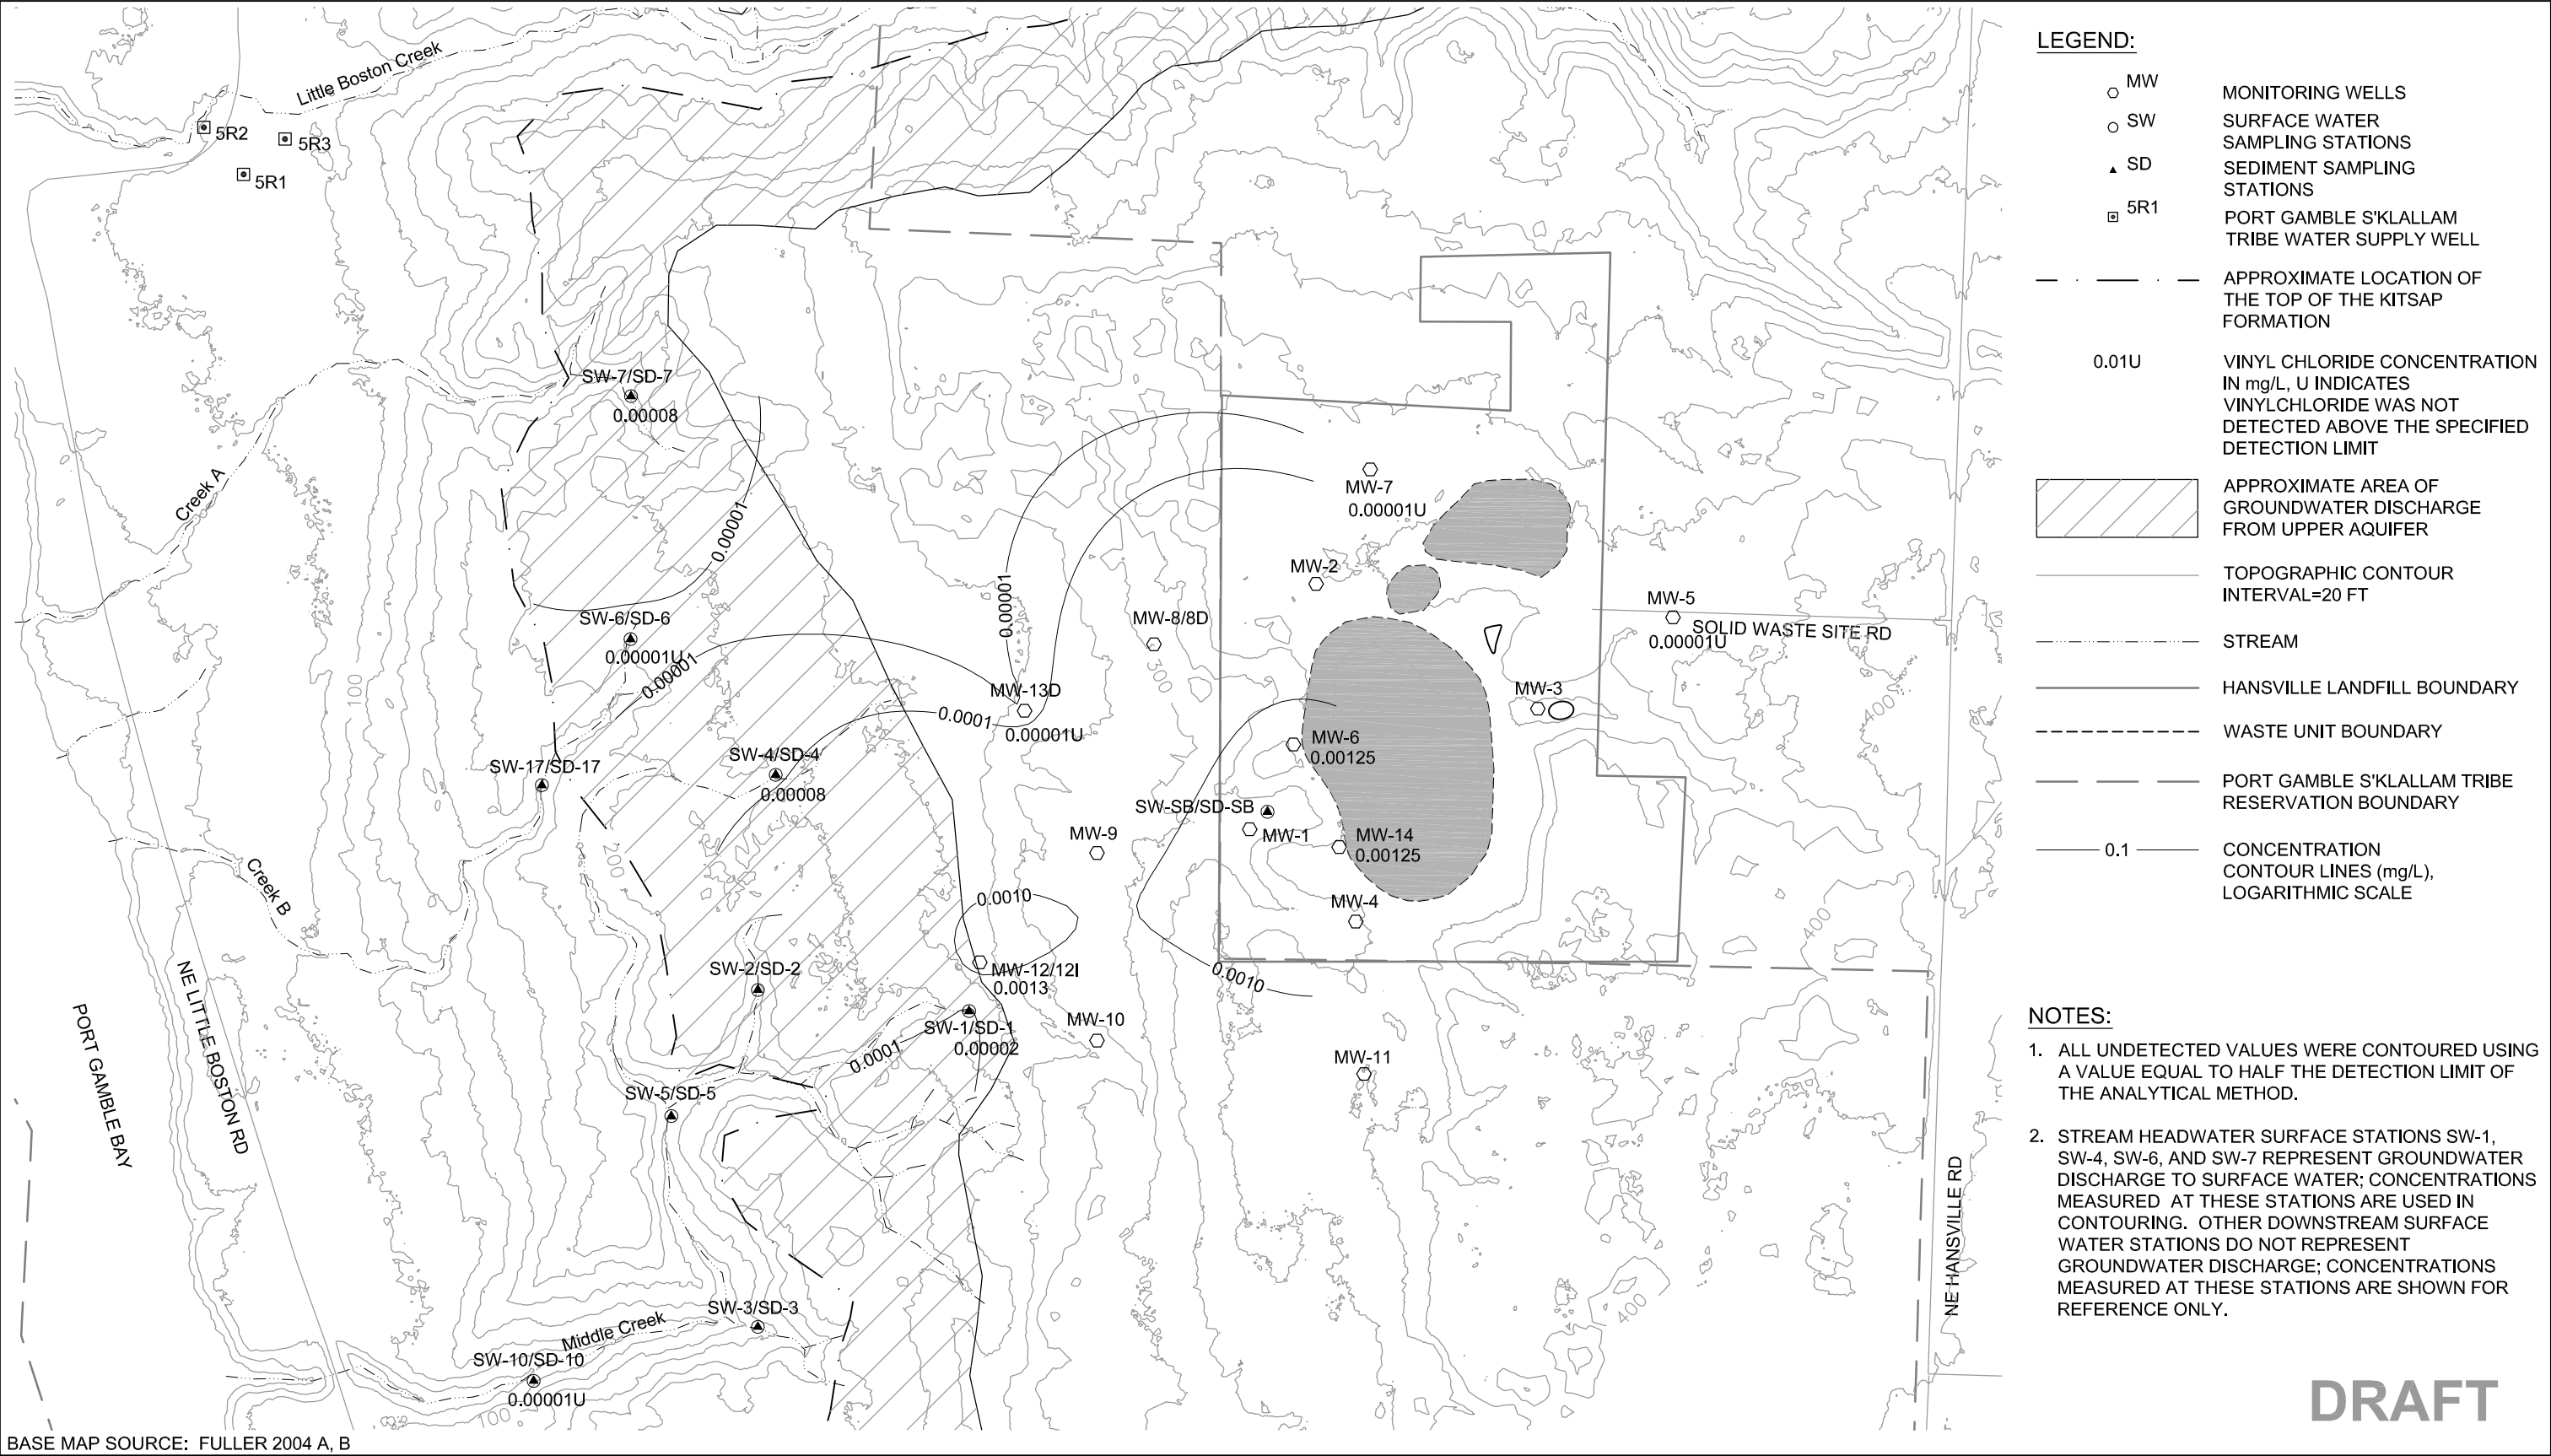 Little Boston Creek
5R2
5R3
5R1
SW-7/SD-7
0.00008
Creek A
0.00001
0.00001
MW-7
0.00001U
MW-2
MW-8/8D
MW-5
SOLID WASTE SITE RD
0.00001U
SW-6/SD-6
0.00001U
0.00001
100
300
400
MW-13D
0.0001
0.00001U
MW-3
MW-6
0.00125
SW-4/SD-4
0.00008
SW-17/SD-17
SW-SB/SD-SB
MW-1
MW-14
0.00125
MW-9
200
Creek B
0.0010
MW-4
400
SW-2/SD-2
MW-12/12I
0.0013
0.0010
SW-1/SD-1
0.00002
0.0001
MW-10
MW-11
NE LITTLE BOSTON RD
PORT GAMBLE BAY
SW-5/SD-5
NE HANSVILLE RD
400
SW-3/SD-3
Middle Creek
SW-10/SD-10
0.00001U
100
BASE MAP SOURCE: FULLER 2004 A, B
LEGEND:
MW
MONITORING WELLS
SW
SURFACE WATER
SAMPLING STATIONS
SD
SEDIMENT SAMPLING
STATIONS
5R1
PORT GAMBLE S'KLALLAM
TRIBE WATER SUPPLY WELL
APPROXIMATE LOCATION OF
THE TOP OF THE KITSAP
FORMATION
0.01U
VINYL CHLORIDE CONCENTRATION
IN mg/L, U INDICATES
VINYLCHLORIDE WAS NOT
DETECTED ABOVE THE SPECIFIED
DETECTION LIMIT
APPROXIMATE AREA OF
GROUNDWATER DISCHARGE
FROM UPPER AQUIFER
TOPOGRAPHIC CONTOUR
INTERVAL=20 FT
STREAM
HANSVILLE LANDFILL BOUNDARY
WASTE UNIT BOUNDARY
PORT GAMBLE S'KLALLAM TRIBE
RESERVATION BOUNDARY
0.1
CONCENTRATION
CONTOUR LINES (mg/L),
LOGARITHMIC SCALE
NOTES:
1. ALL UNDETECTED VALUES WERE CONTOURED USING
A VALUE EQUAL TO HALF THE DETECTION LIMIT OF
THE ANALYTICAL METHOD.
2. STREAM HEADWATER SURFACE STATIONS SW-1,
SW-4, SW-6, AND SW-7 REPRESENT GROUNDWATER
DISCHARGE TO SURFACE WATER; CONCENTRATIONS
MEASURED AT THESE STATIONS ARE USED IN
CONTOURING. OTHER DOWNSTREAM SURFACE
WATER STATIONS DO NOT REPRESENT
GROUNDWATER DISCHARGE; CONCENTRATIONS
MEASURED AT THESE STATIONS ARE SHOWN FOR
REFERENCE ONLY.
DRAFT